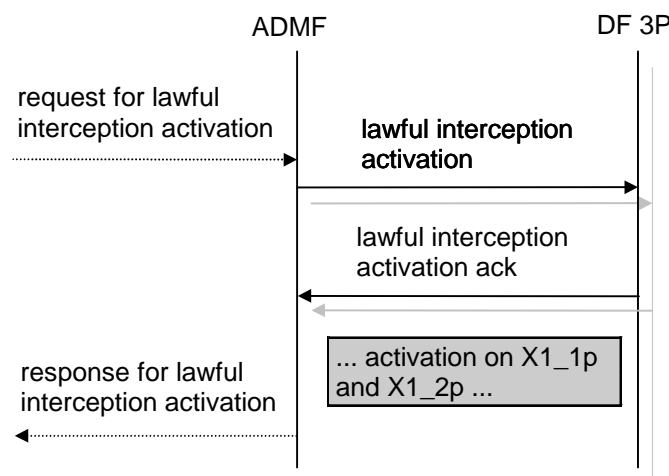 ADMF
DF 3P
request for lawful
interception activation
lawful interception
activation
lawful interception
activation ack
... activation on X1_1p
and X1_2p ...
response for lawful
interception activation